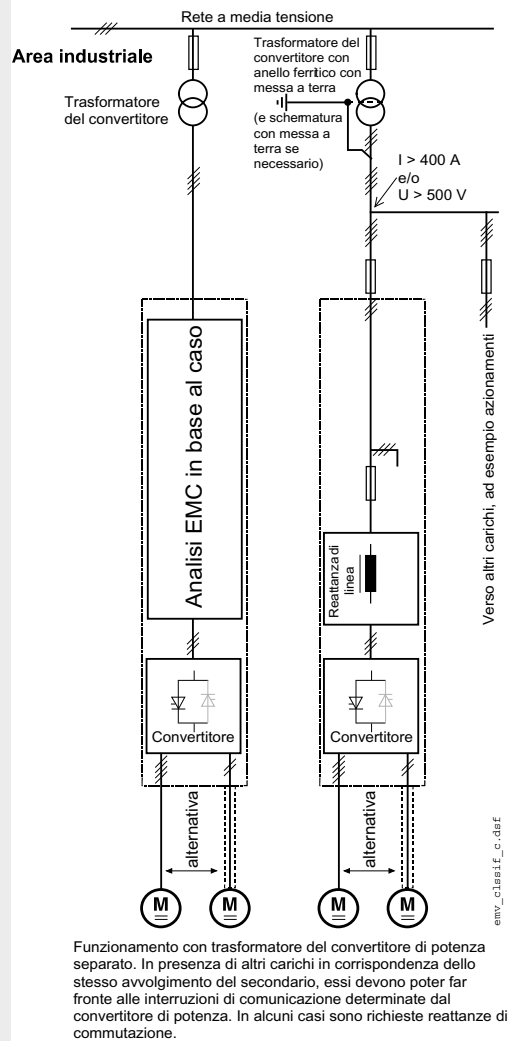 Rete a media tensione
Area industriale
Trasformatore
del convertitore
Trasformatore del
convertitore con
anello ferritico con
messa a terra
(e schermatura
con messa a
terra se
necessario)
I > 400 A
e/o
U > 500 V
Analisi EMC in base al caso
Convertitore
alternativa
M
M
Reattanza di
linea
Convertitore
alternativa
M
M
Verso altri carichi, ad esempio azionamenti
emv_clssif_c.dsf
Funzionamento con trasformatore del convertitore di potenza
separato. In presenza di altri carichi in corrispondenza dello
stesso avvolgimento del secondario, essi devono poter far
fronte alle interruzioni di comunicazione determinate dal
convertitore di potenza. In alcuni casi sono richieste reattanze di
commutazione.